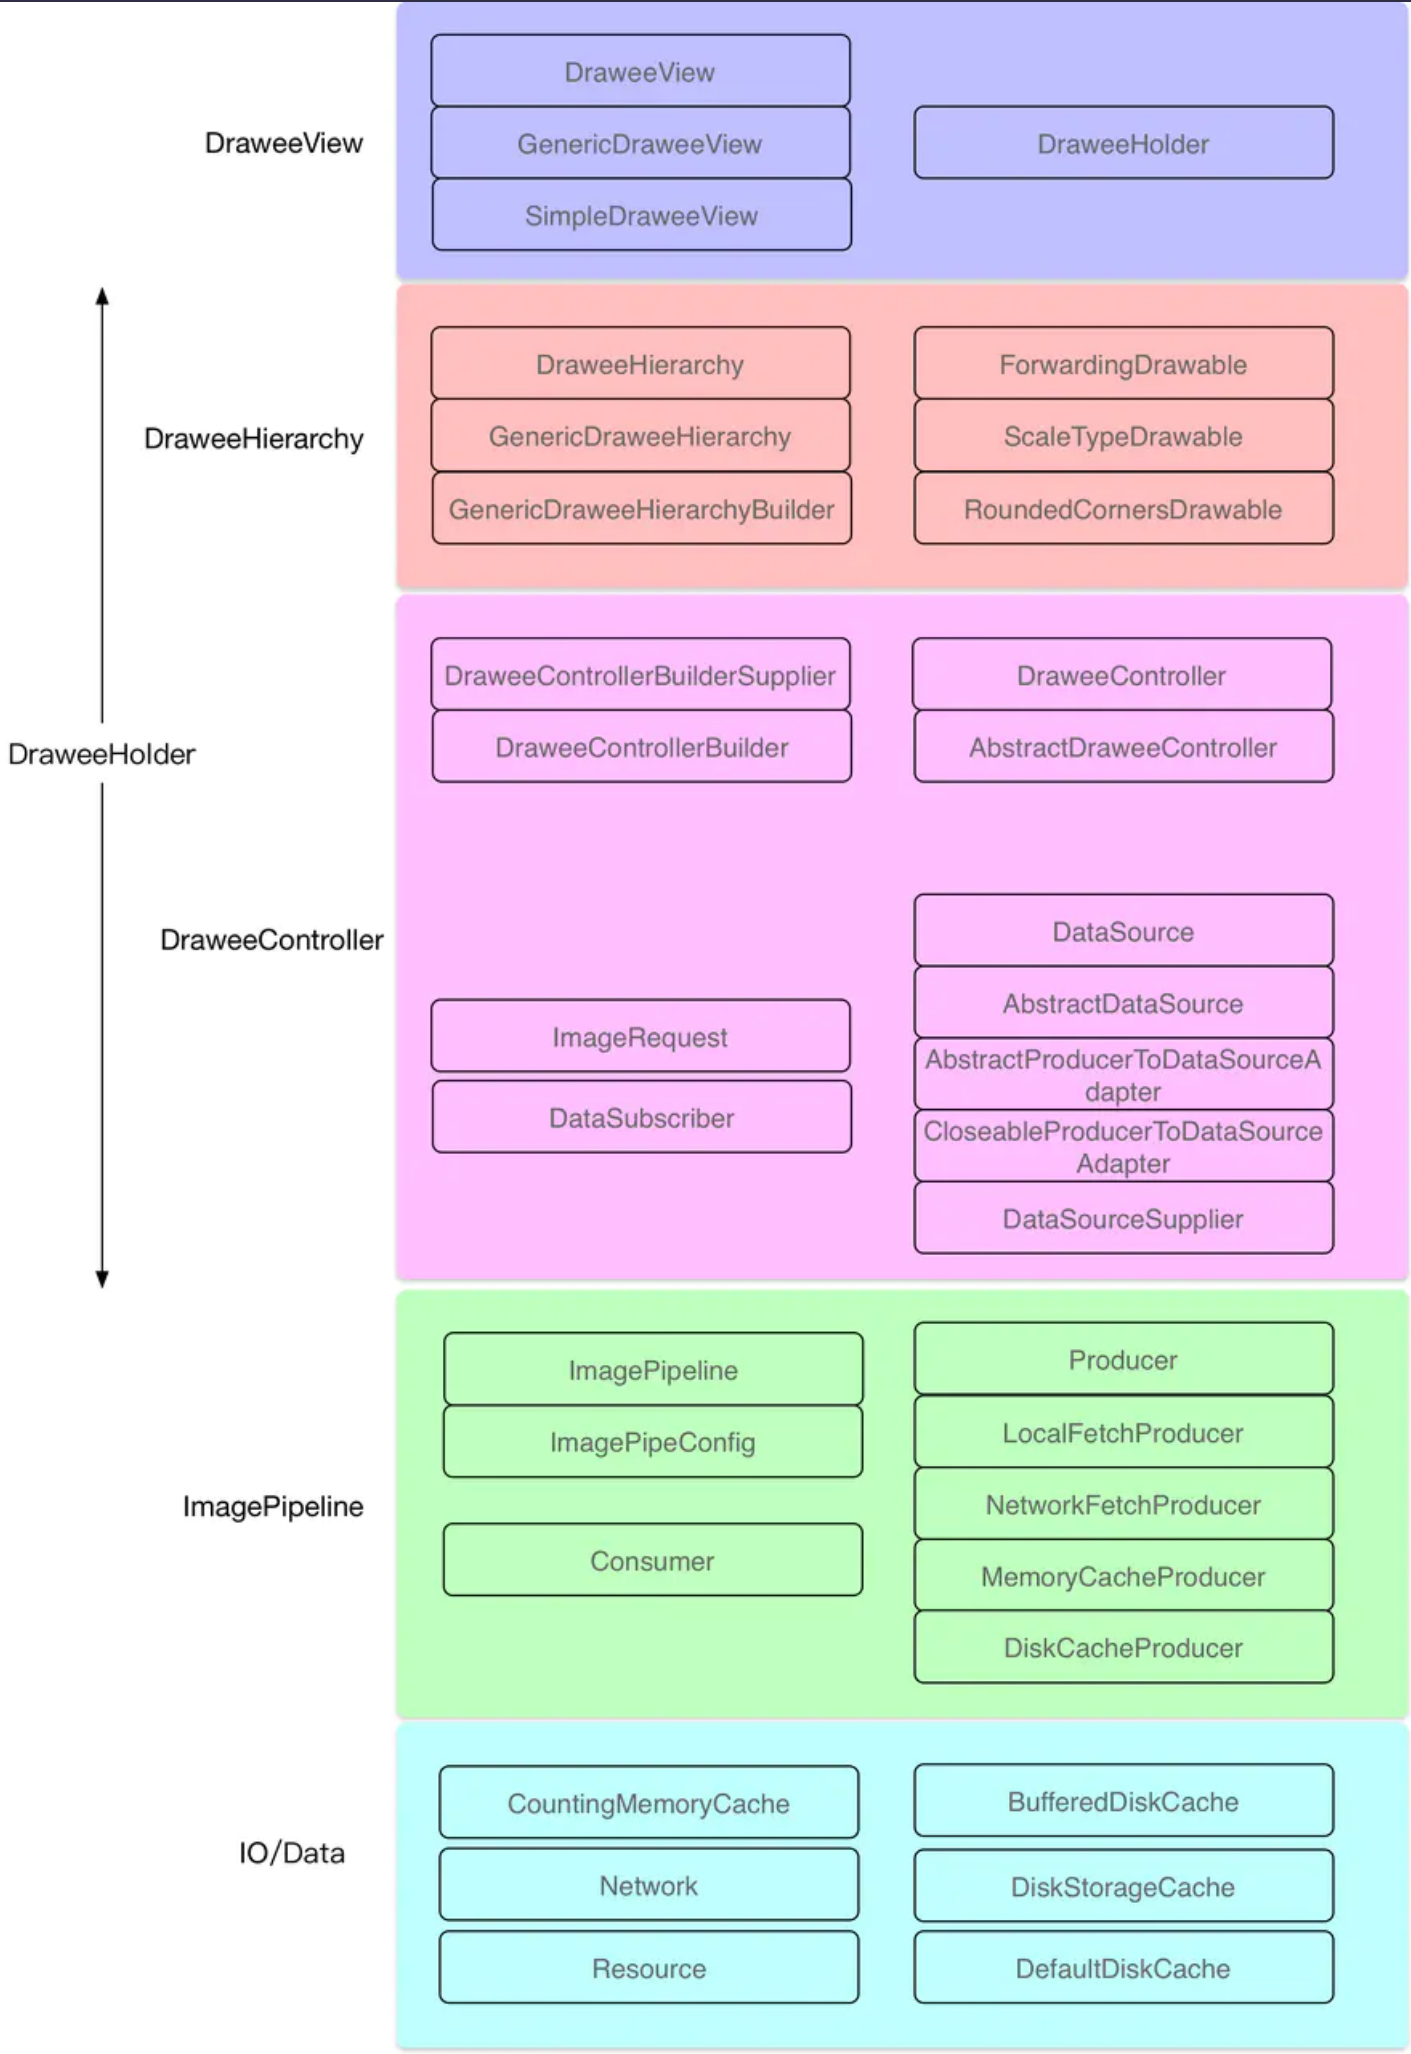 DraweeView
DraweeView
GenericDraweeView
SimpleDraweeView
DraweeHolder
DraweeHierarchy
DraweeHierarchy
GenericDraweeHierarchy
GenericDraweeHierarchyBuilder
ForwardingDrawable
ScaleTypeDrawable
RoundedCornersDrawable
DraweeHolder
DraweeController
DraweeControllerBuilderSupplier
DraweeControllerBuilder
DraweeController
AbstractDraweeController
ImageRequest
DataSubscriber
DataSource
AbstractDataSource
AbstractProducerToDataSourceA
dapter
CloseableProducerToDataSource
Adapter
DataSourceSupplier
ImagePipeline
ImagePipeline
ImagePipeConfig
Consumer
Producer
LocalFetchProducer
NetworkFetchProducer
MemoryCacheProducer
DiskCacheProducer
IO/Data
CountingMemoryCache
Network
Resource
BufferedDiskCache
DiskStorageCache
DefaultDiskCache